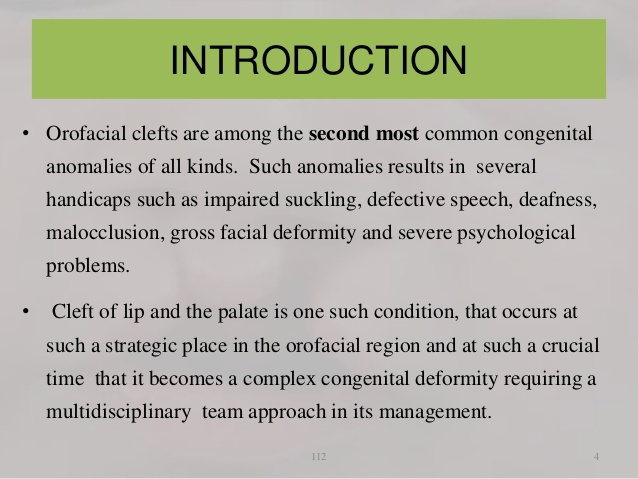 INTRODUCTION
• Orofacial clefts are among the second most common congenital
anomalies of all kinds. Such anomalies results in several
handicaps such as impaired suckling, defective speech, deafness,
malocclusion, gross facial deformity and severe psychological
problems.
• Cleft of lip and the palate is one such condition, that occurs at
such a strategic place in the orofacial region and at such a crucial
time that it becomes a complex congenital deformity requiring a
multidisciplinary team approach in its management.
112 4